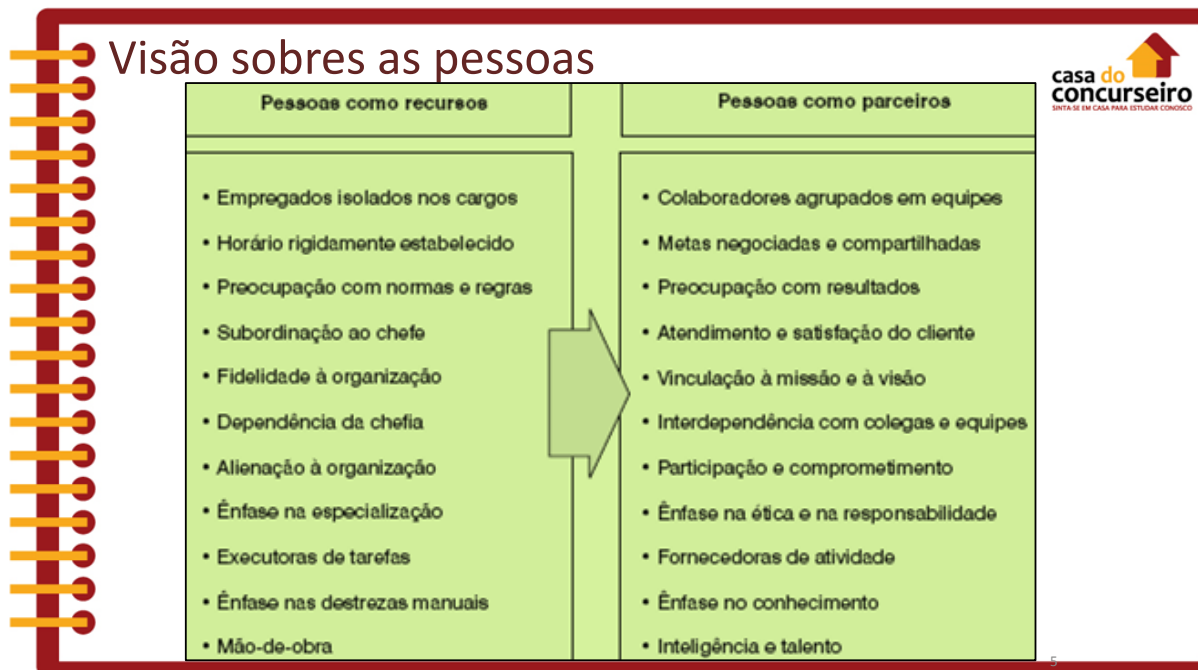 Visão sobres as pessoas
casa do
concurseiro
SINTA-SE EM CASA PARA ESTUDAR CONOSCO
Pessoas como recursos
• Empregados isolados nos cargos
• Horário rigidamente estabelecido
• Preocupação com normas e regras
• Subordinação ao chefe
• Fidelidade à organização
• Dependência da chefia
• Alienação à organização
• Ênfase na especialização
• Executoras de tarefas
• Ênfase nas destrezas manuais
• Mão-de-obra
Pessoas como parceiros
• Colaboradores agrupados em equipes
• Metas negociadas e compartilhadas
• Preocupação com resultados
• Atendimento e satisfação do cliente
• Vinculação à missão e à visão
• Interdependência com colegas e equipes
• Participação e comprometimento
• Ênfase na ética e na responsabilidade
• Fornecedoras de atividade
• Ênfase no conhecimento
• Inteligência e talento
5